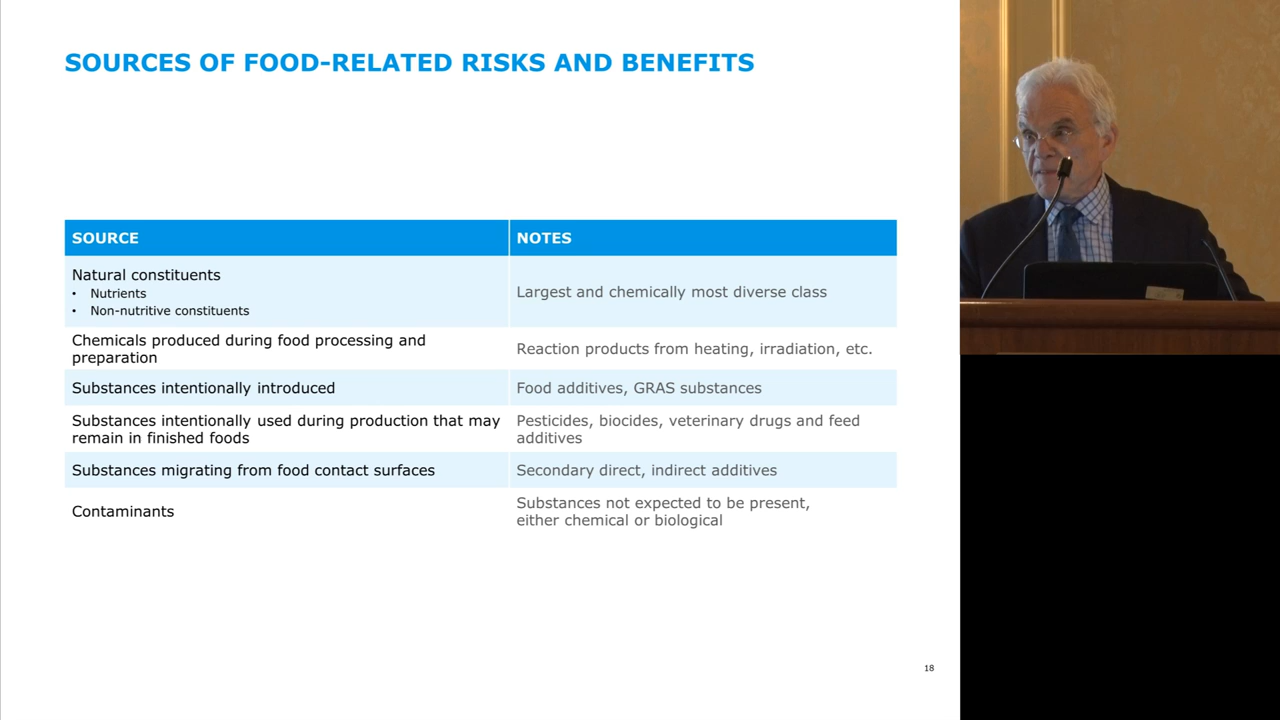 SOURCES OF FOOD-RELATED RISKS AND BENEFITS
SOURCE
NOTES
Natural constituents
• Nutrients
• Non-nutritive constituents
Largest and chemically most diverse class
Chemicals produced during food processing and
preparation
Reaction products from heating, irradiation, etc.
Substances intentionally introduced
Food additives, GRAS substances
Substances intentionally used during production that may
remain in finished foods
Pesticides, biocides, veterinary drugs and feed
additives
Substances migrating from food contact surfaces
Secondary direct, indirect additives
Contaminants
Substances not expected to be present,
either chemical or biological
18